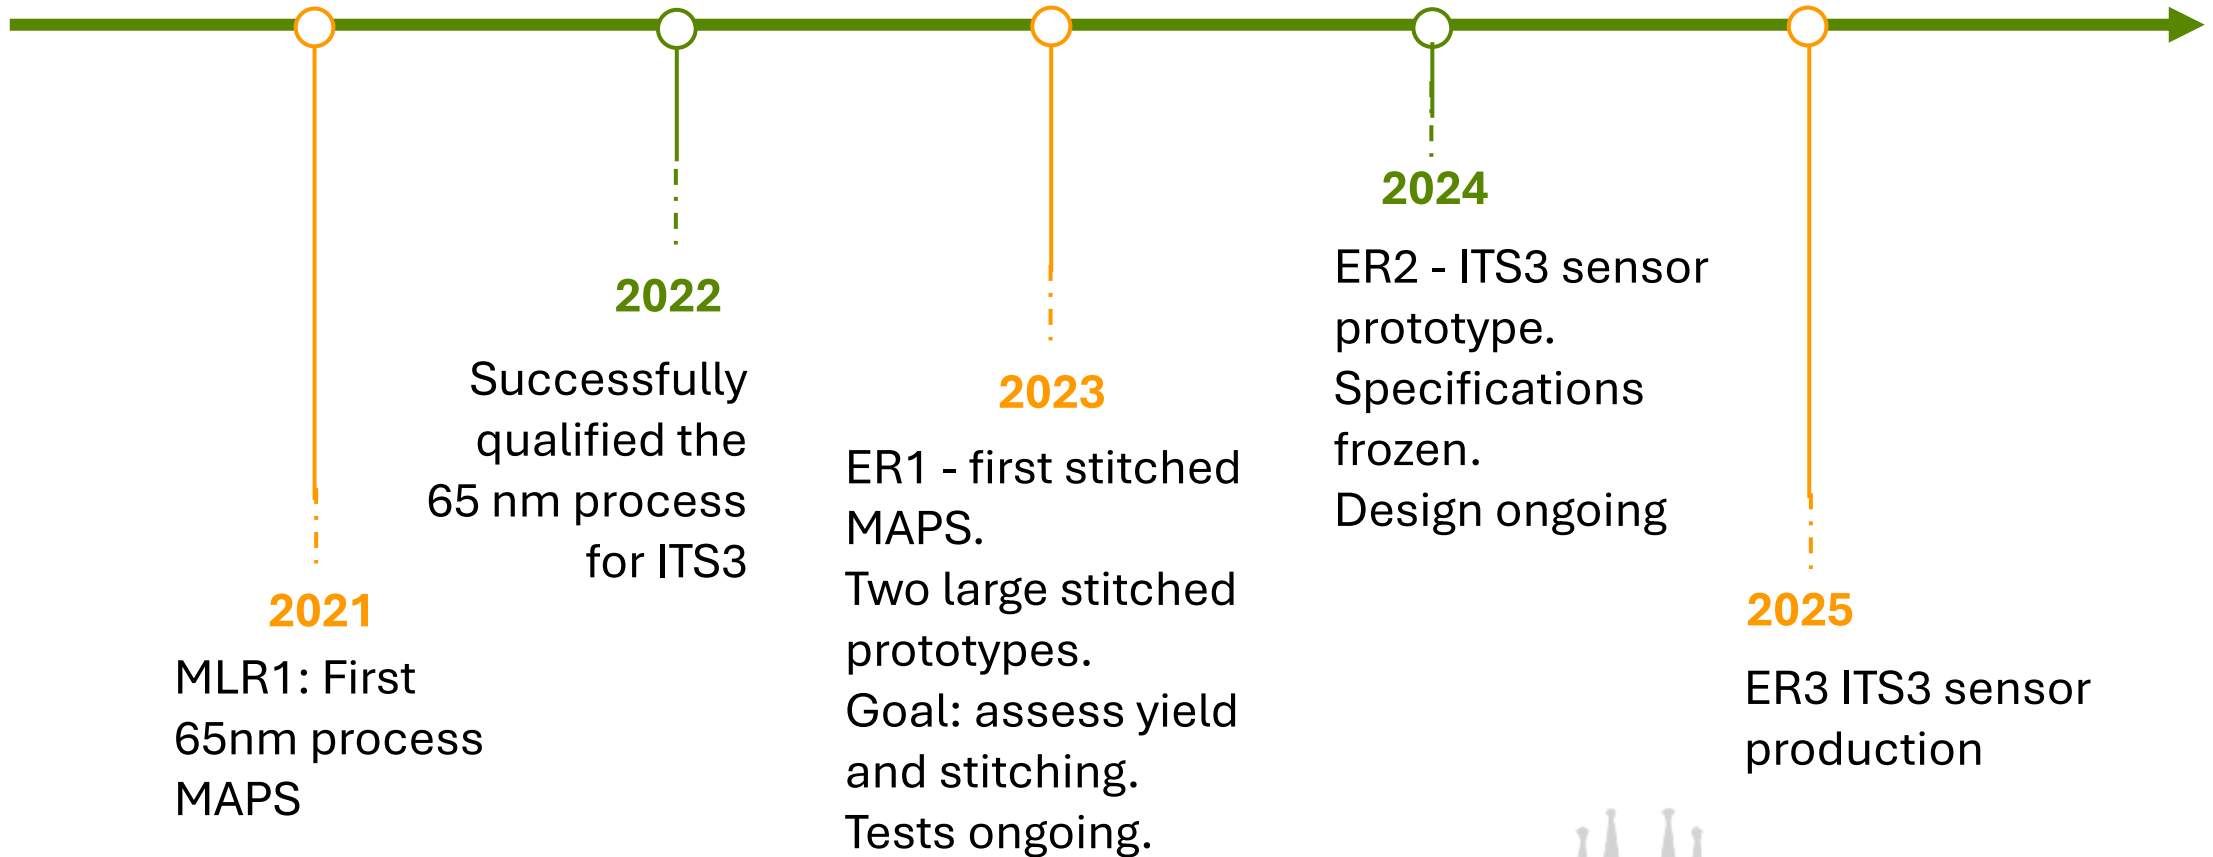 2021
MLR1: First
65nm process
MAPS
2022
Successfully
qualified the
65 nm process
for ITS3
2023
ER1 - first stitched
MAPS.
Two large stitched
prototypes.
Goal: assess yield
and stitching.
Tests ongoing.
2024
ER2 - ITS3 sensor
prototype.
Specifications
frozen.
Design ongoing
2025
ER3 ITS3 sensor
production